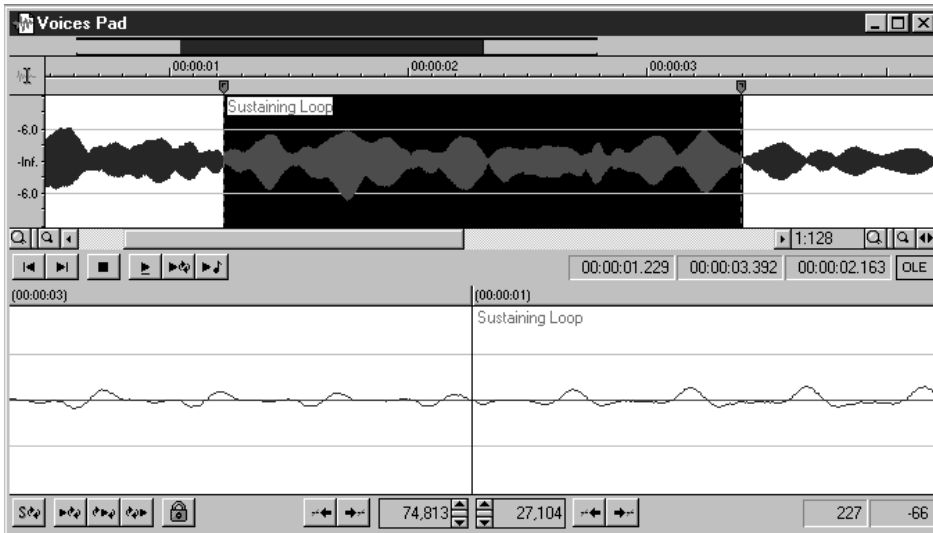 Voices Pad
00:00:01 00:00:02 00:00:03
Sustaining Loop
-6.0
-Inf.
-6.0
1:128
00:00:01.229 00:00:03.392 00:00:02.163 OLE
(00:00:03) (00:00:01)
Sustaining Loop
S 74,813 27,104 227 -66